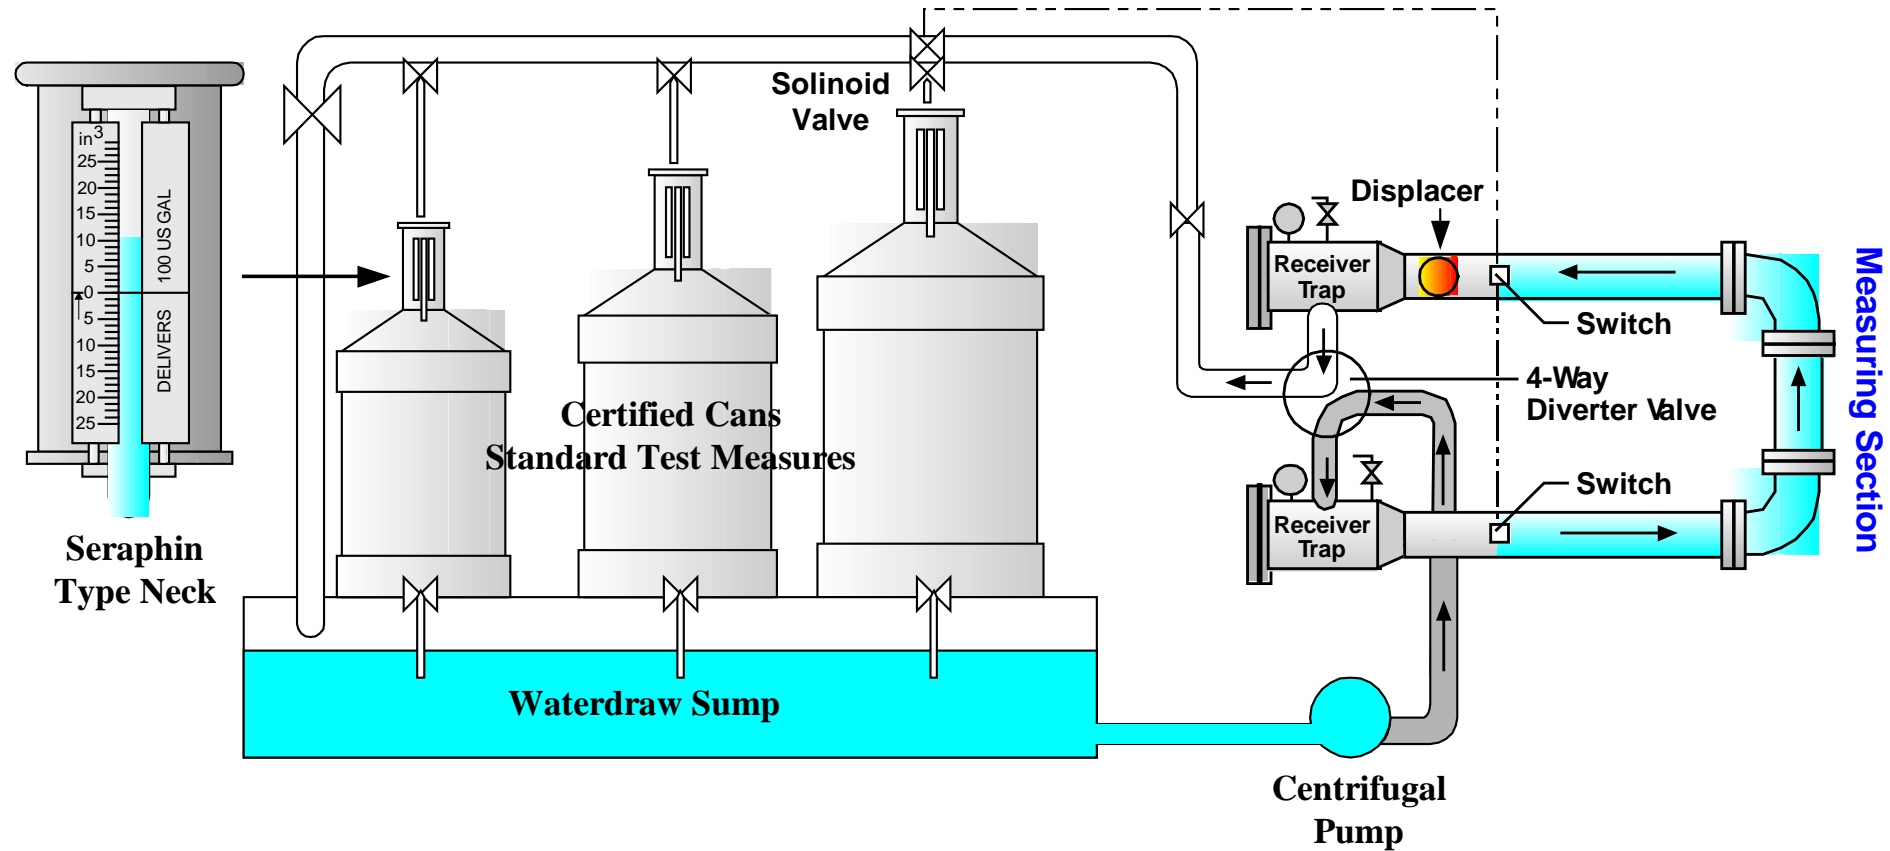 in3
25
20
15
10
5
0
5
10
15
20
25
100 US GAL
DELIVERS
Seraphin
Type Neck
Solinoid
Valve
Certified Cans
Standard Test Measures
Waterdraw Sump
Displacer
Receiver
Trap
Switch
4-Way
Diverter Valve
Switch
Receiver
Trap
Measuring Section
Centrifugal
Pump